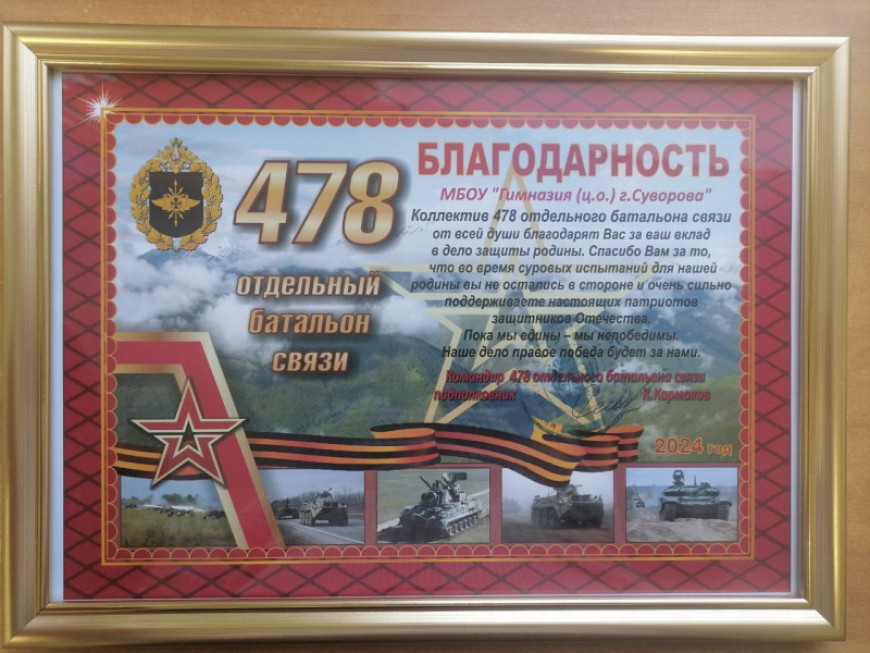 478
отдельный
батальон
связи
БЛАГОДАРНОСТЬ
МБОУ "Гимназия (ц.о.) г.Суворова"
Коллектив 478 отдельного батальона связи
от всей души благодарят Вас за ваш вклад
в дело защиты родины. Спасибо Вам за то,
что во время суровых испытаний для нашей
родины вы не остались в стороне и очень сильно
поддерживаете настоящих патриотов
защитников Отечества.
Пока мы едины – мы непобедимы.
Наше дело правое победа будет за нами.
Командир 478 отдельного батальона связи
подполковник К.Кормаков
2024 год